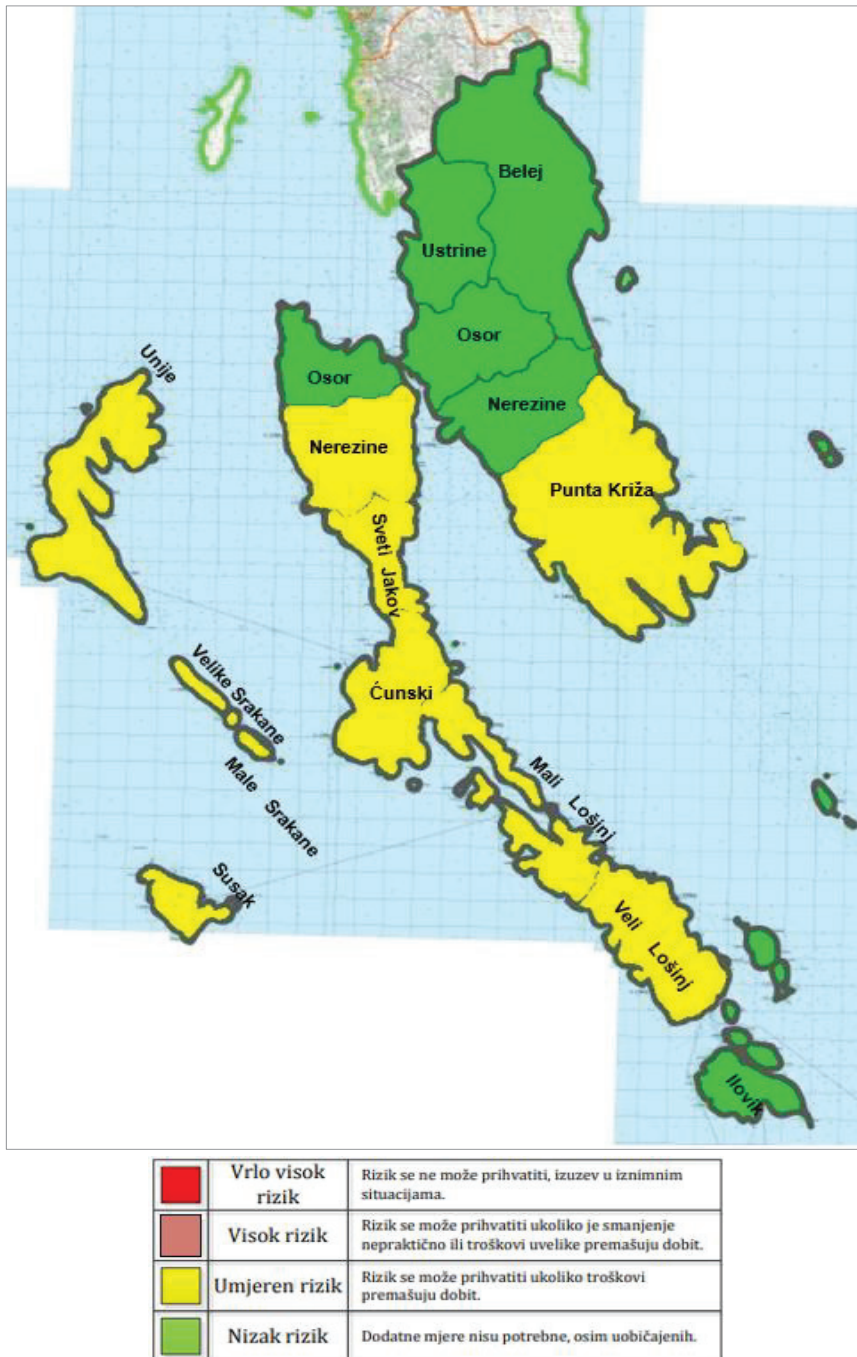 Belej
Ustrine
Osor
Unije
Osor
Nerezine
Nerezine
Punta Križa
Sveti Jakov
Velike Srakane
Ćunski
Mali Lošinj
Male Srakane
Susak
Veli Lošinj
Ilovik
Vrlo visok
rizik
Rizik se ne može prihvatiti, izuzev u iznimnim
situacijama.
Visok rizik
Rizik se može prihvatiti ukoliko je smanjenje
nepraktično ili troškovi uvelike premašuju dobit.
Umjeren rizik
Rizik se može prihvatiti ukoliko troškovi
premašuju dobit.
Nizak rizik
Dodatne mjere nisu potrebne, osim uobičajenih.